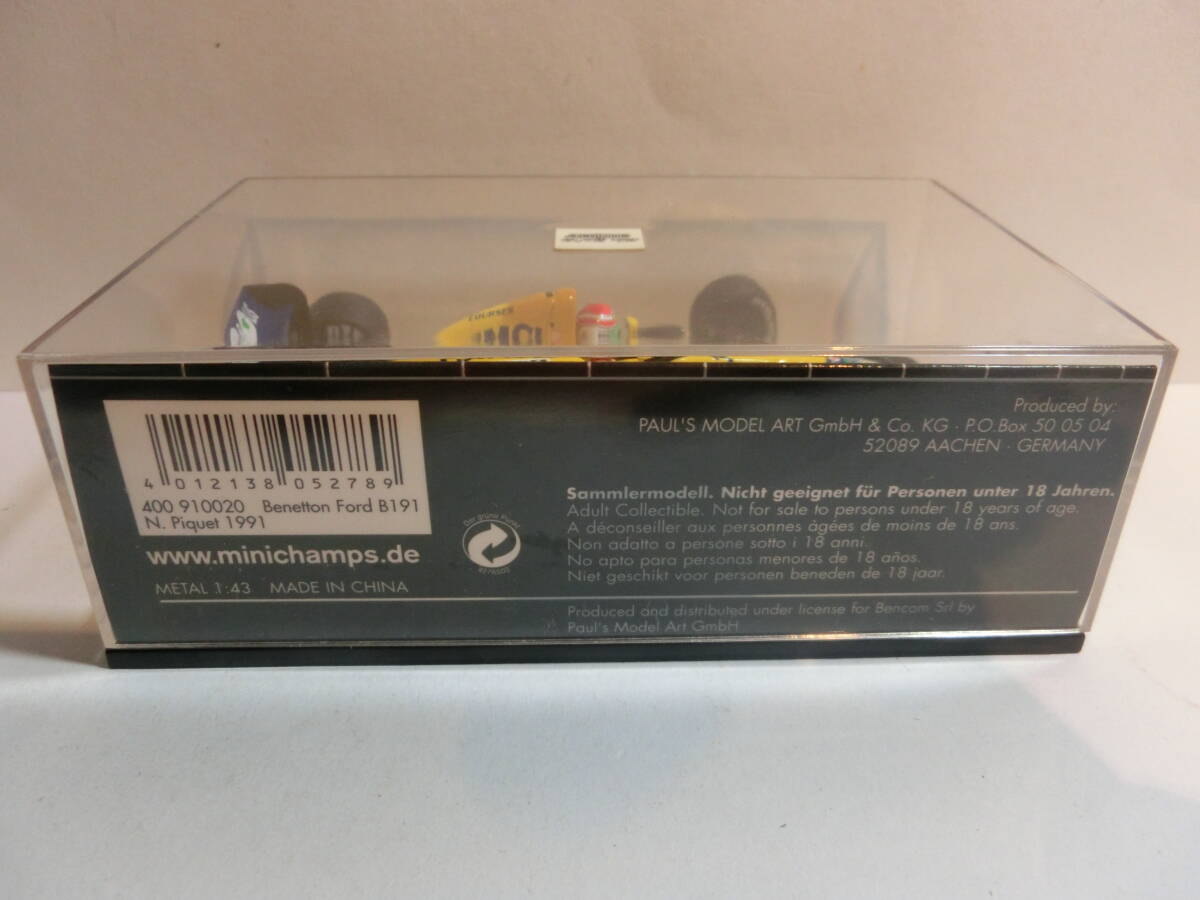 COURSES
4 012138 052789
400 910020 Benetton Ford B191
N. Piquet 1991
www.minichamps.de
METAL 1:43 MADE IN CHINA
Der grüne Punkt
Produced by:
PAUL'S MODEL ART GmbH & Co. KG · P.O.Box 50 05 04
52089 AACHEN · GERMANY
Sammlermodell. Nicht geeignet für Personen unter 18 Jahren.
Adult Collectible. Not for sale to persons under 18 years of age.
A déconseiller aux personnes âgées de moins de 18 ans.
Non adatto a persone sotto i 18 anni.
No apto para personas menores de 18 años.
Niet geschikt voor personen beneden de 18 jaar.
Produced and distributed under license for Bencom Srl by
Paul's Model Art GmbH